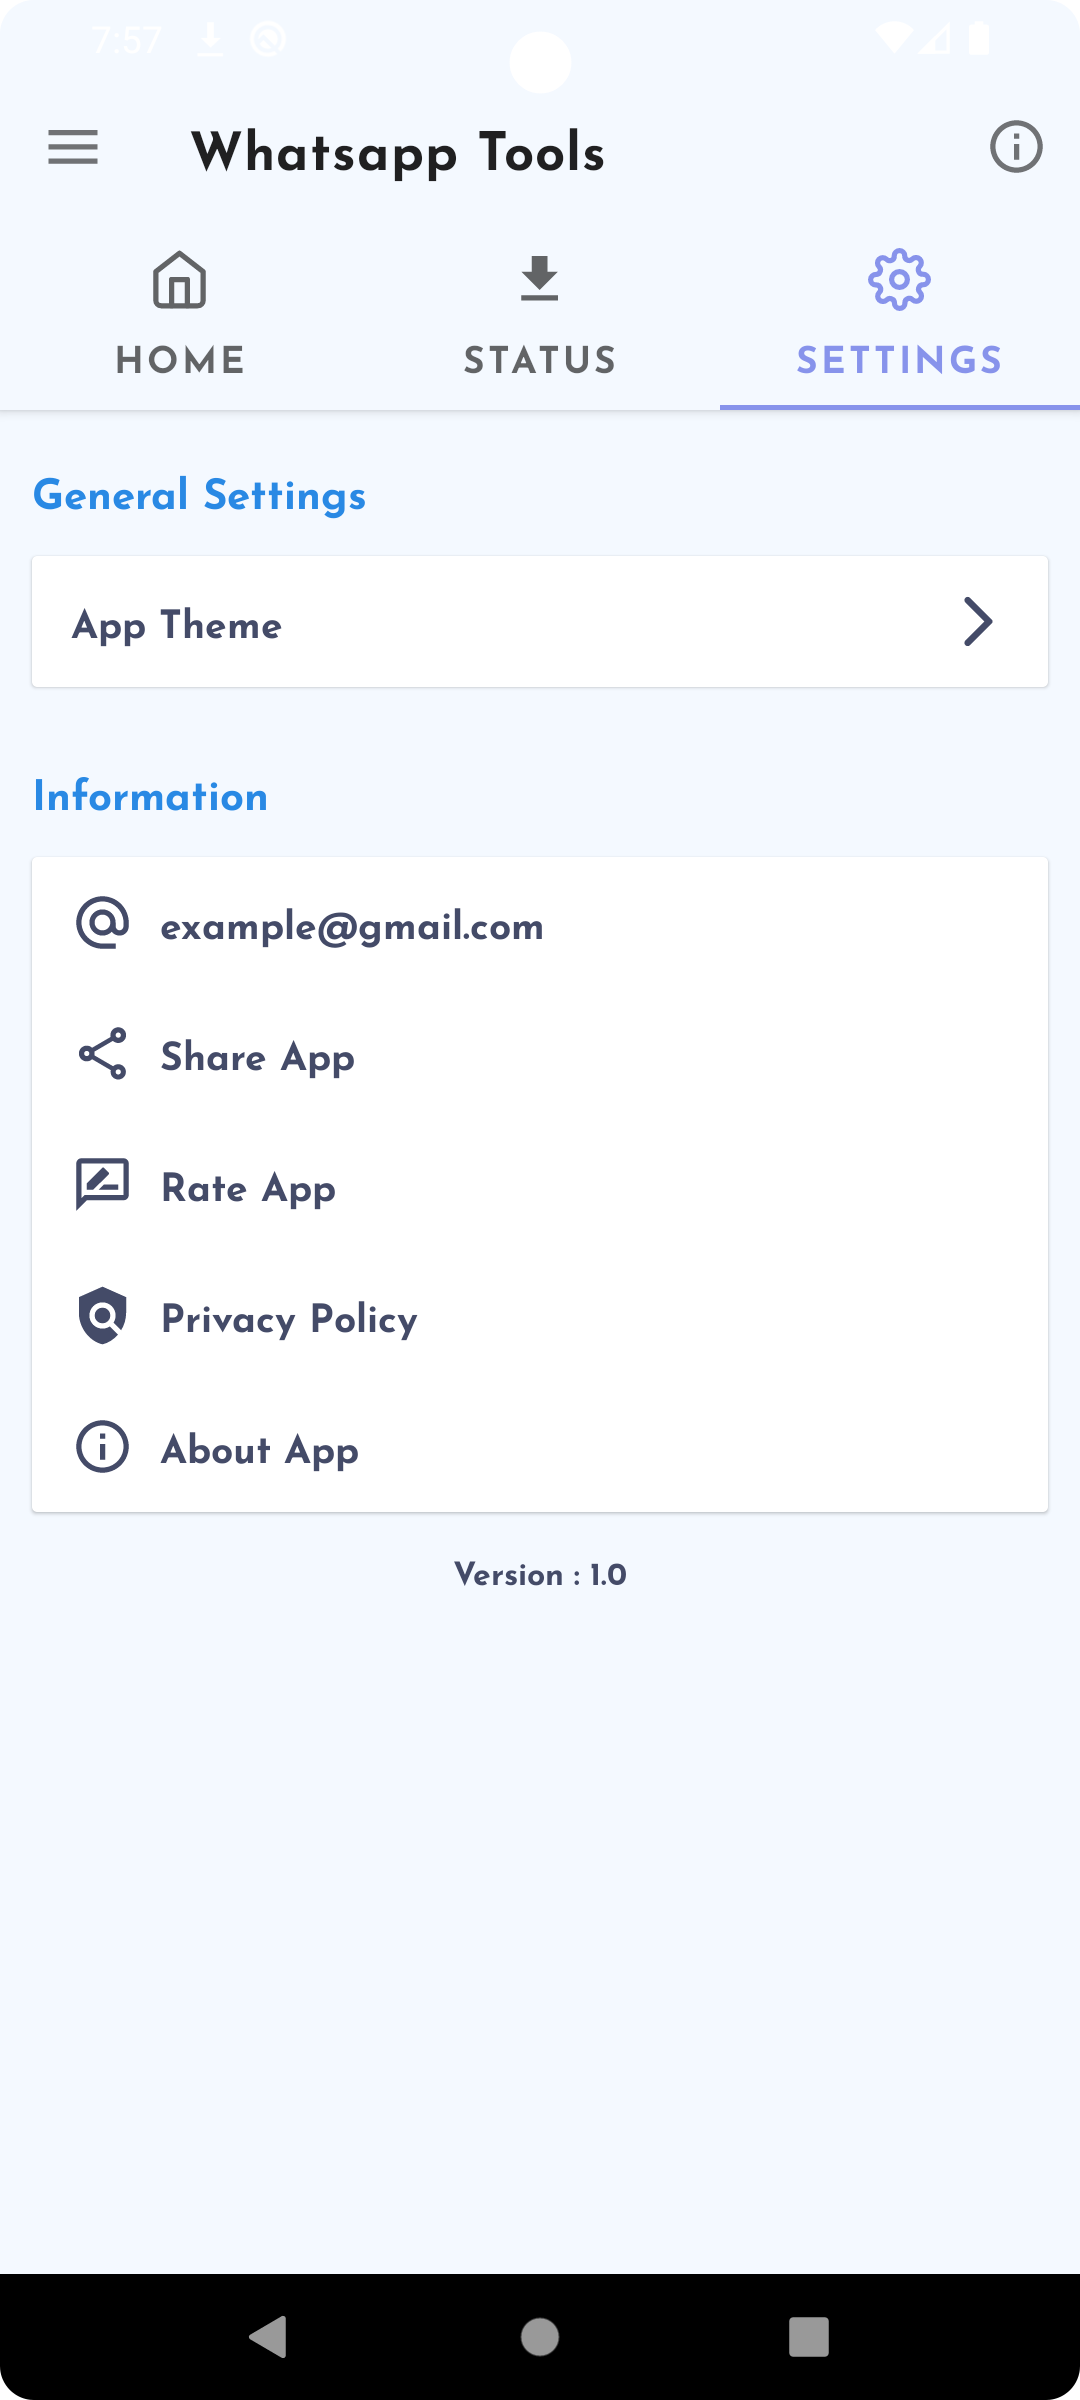 7:57
Whatsapp Tools
HOME
STATUS
SETTINGS
General Settings
App Theme
Information
example@gmail.com
Share App
Rate App
Privacy Policy
About App
Version : 1.0